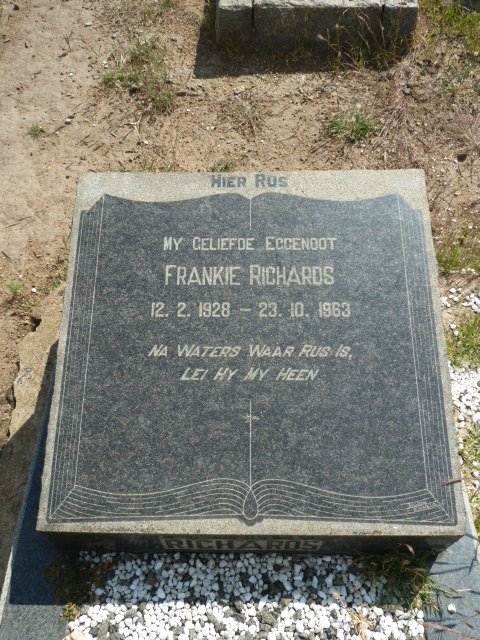 HIER RUS
MY GELIEFDE EGGENOOT
FRANKIE RICHARDS
12. 2. 1928 – 23. 10. 1963
NA WATERS WAAR RUS IS,
LEI HY MY HEEN
RICHARDS